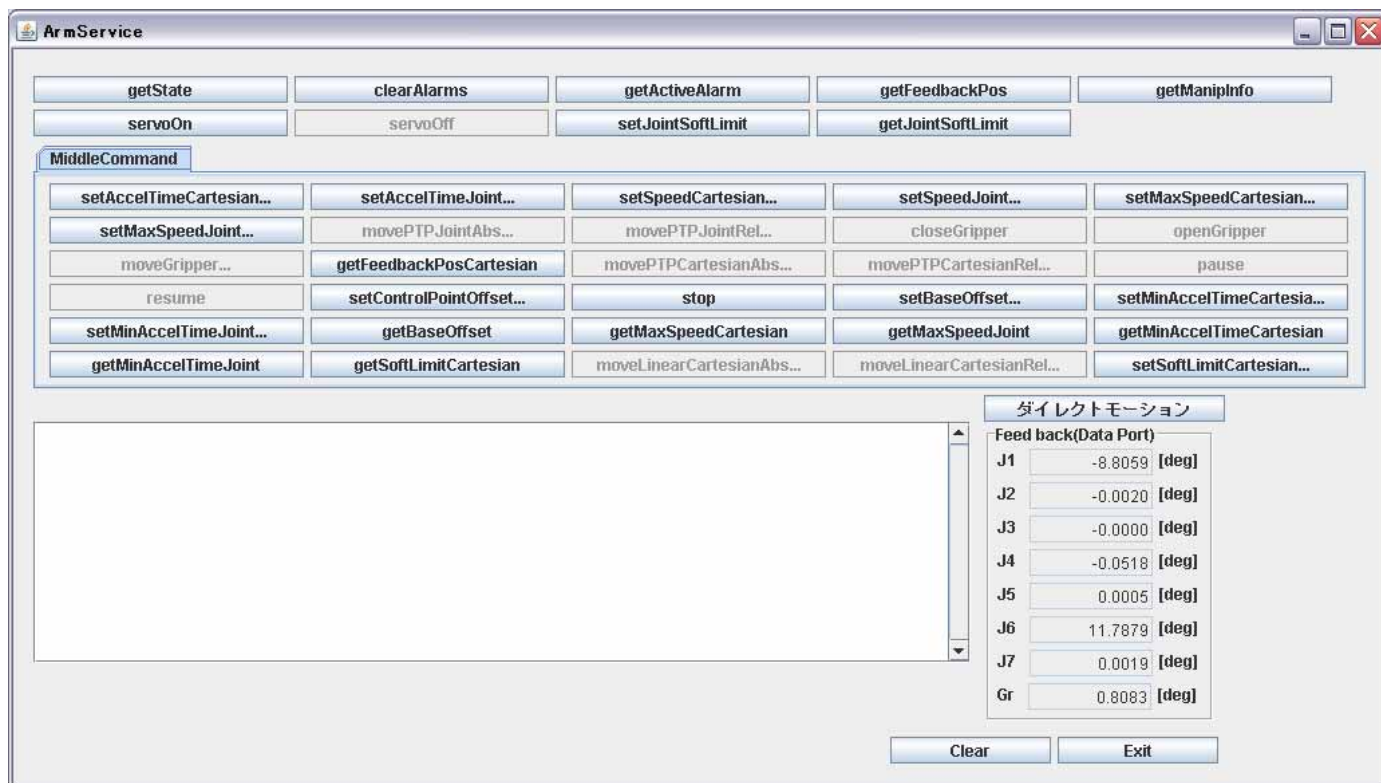 ArmService
getState clearAlarms getActiveAlarm getFeedbackPos getManipInfo
servoOn servoOff setJointSoftLimit getJointSoftLimit
MiddleCommand
setAccelTimeCartesian... setAccelTimeJoint... setSpeedCartesian... setSpeedJoint... setMaxSpeedCartesian...
setMaxSpeedJoint... movePTPJointAbs... movePTPJointRel... closeGripper openGripper
moveGripper... getFeedbackPosCartesian movePTPCartesianAbs... movePTPCartesianRel... pause
resume setControlPointOffset... stop setBaseOffset... setMinAccelTimeCartesia...
setMinAccelTimeJoint... getBaseOffset getMaxSpeedCartesian getMaxSpeedJoint getMinAccelTimeCartesian
getMinAccelTimeJoint getSoftLimitCartesian moveLinearCartesianAbs... moveLinearCartesianRel... setSoftLimitCartesian...
ダイレクトモーション
Feed back(Data Port)
J1 -8.8059 [deg]
J2 -0.0020 [deg]
J3 -0.0000 [deg]
J4 -0.0518 [deg]
J5 0.0005 [deg]
J6 11.7879 [deg]
J7 0.0019 [deg]
Gr 0.8083 [deg]
Clear Exit